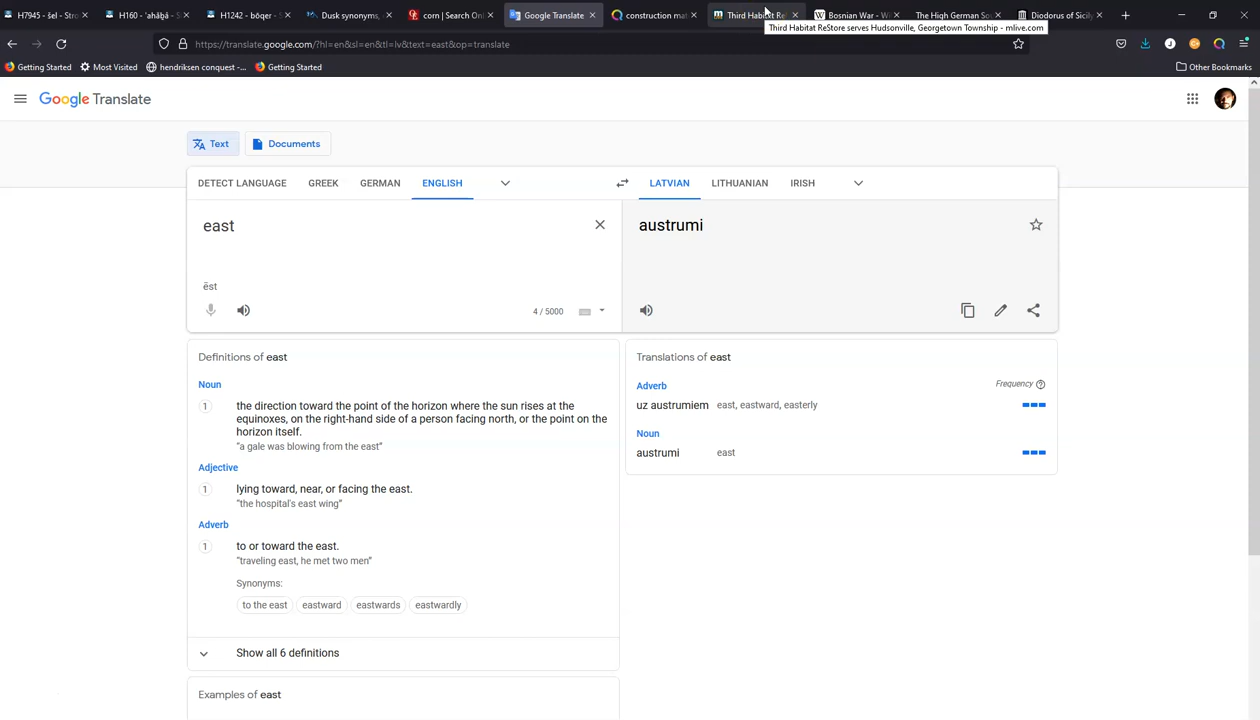 H7945 - šel - Stro
H160 - 'ahăḇâ - St
H1242 - bôqer - St
Dusk synonyms,
corn | Search Onl
Google Translate
construction mat
Third Habitat Re
Bosnian War - Wi
The High German So
Diodorus of Sicily
Third Habitat ReStore serves Hudsonville, Georgetown Township - mlive.com
https://translate.google.com/?hl=en&sl=en&tl=lv&text=east&op=translate
Getting Started
Most Visited
hendriksen conquest -...
Getting Started
Other Bookmarks
Google Translate
Text
Documents
DETECT LANGUAGE GREEK GERMAN ENGLISH
LATVIAN LITHUANIAN IRISH
east
austrumi
ēst
4 / 5000
Definitions of east
Noun
1
the direction toward the point of the horizon where the sun rises at the
equinoxes, on the right-hand side of a person facing north, or the point on the
horizon itself.
"a gale was blowing from the east"
Adjective
1
lying toward, near, or facing the east.
"the hospital's east wing"
Adverb
1
to or toward the east.
"traveling east, he met two men"
Synonyms:
to the east
eastward
eastwards
eastwardly
Show all 6 definitions
Examples of east
Translations of east
Adverb
Frequency
uz austrumiem east, eastward, easterly
Noun
austrumi east